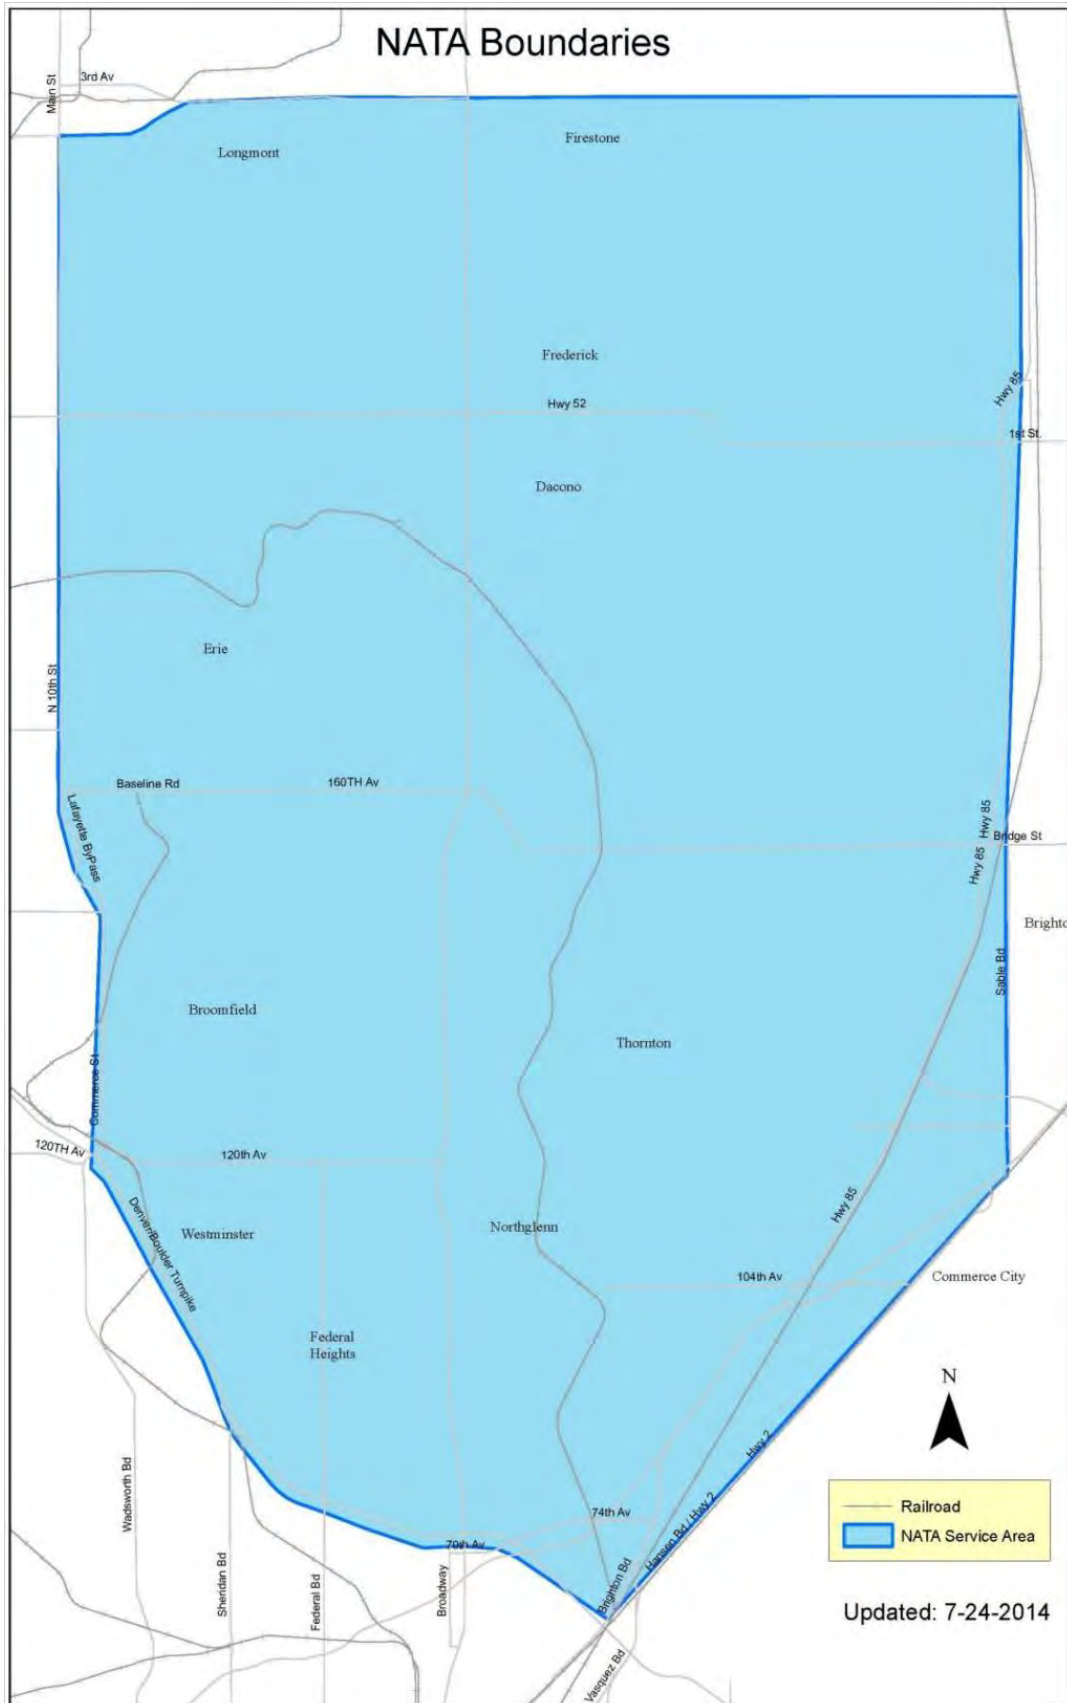 NATA Boundaries
Main St
3rd Av
Longmont
Firestone
Frederick
Hwy 85
Hwy 52
1st St.
Dacono
Erie
N 10th St
Baseline Rd
160TH Av
Lafayette ByPass
Hwy 85
Bridge St
Hwy 85
Brighto
Sable Bd
Broomfield
Thornton
Commerce St
120TH Av
120th Av
Denver/Boulder Turnpike
Westminster
Northglenn
Hwy 85
104th Av
Commerce City
Federal
Heights
N
Hwy 2
Wadsworth Bd
74th Av
Hansen Bd / Hwy 2
70th Av
Railroad
NATA Service Area
Sheridan Bd
Federal Bd
Broadway
Brighton Bd
Updated: 7-24-2014
Vasquez Bd